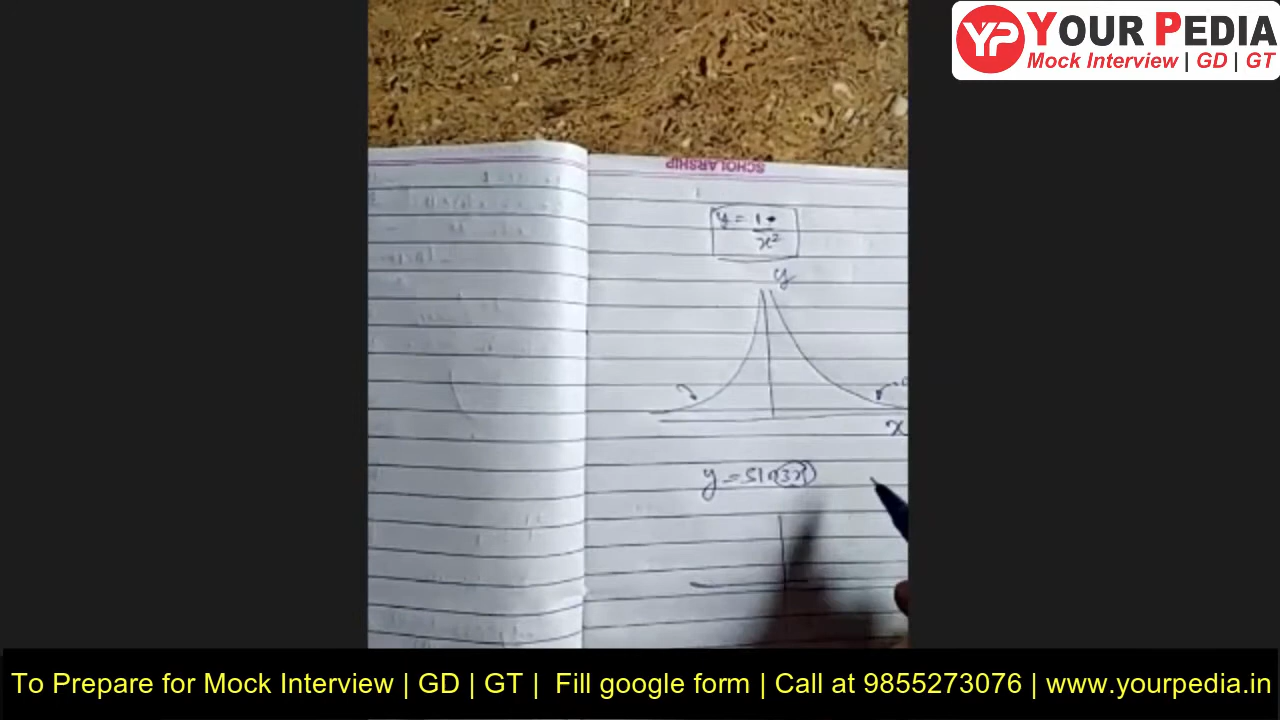 YOUR PEDIA
Mock Interview | GD | GT
SCHOLARSHIP
y = 1
x²
y
x
y = sin(3x)
To Prepare for Mock Interview | GD | GT | Fill google form | Call at 9855273076 | www.yourpedia.in